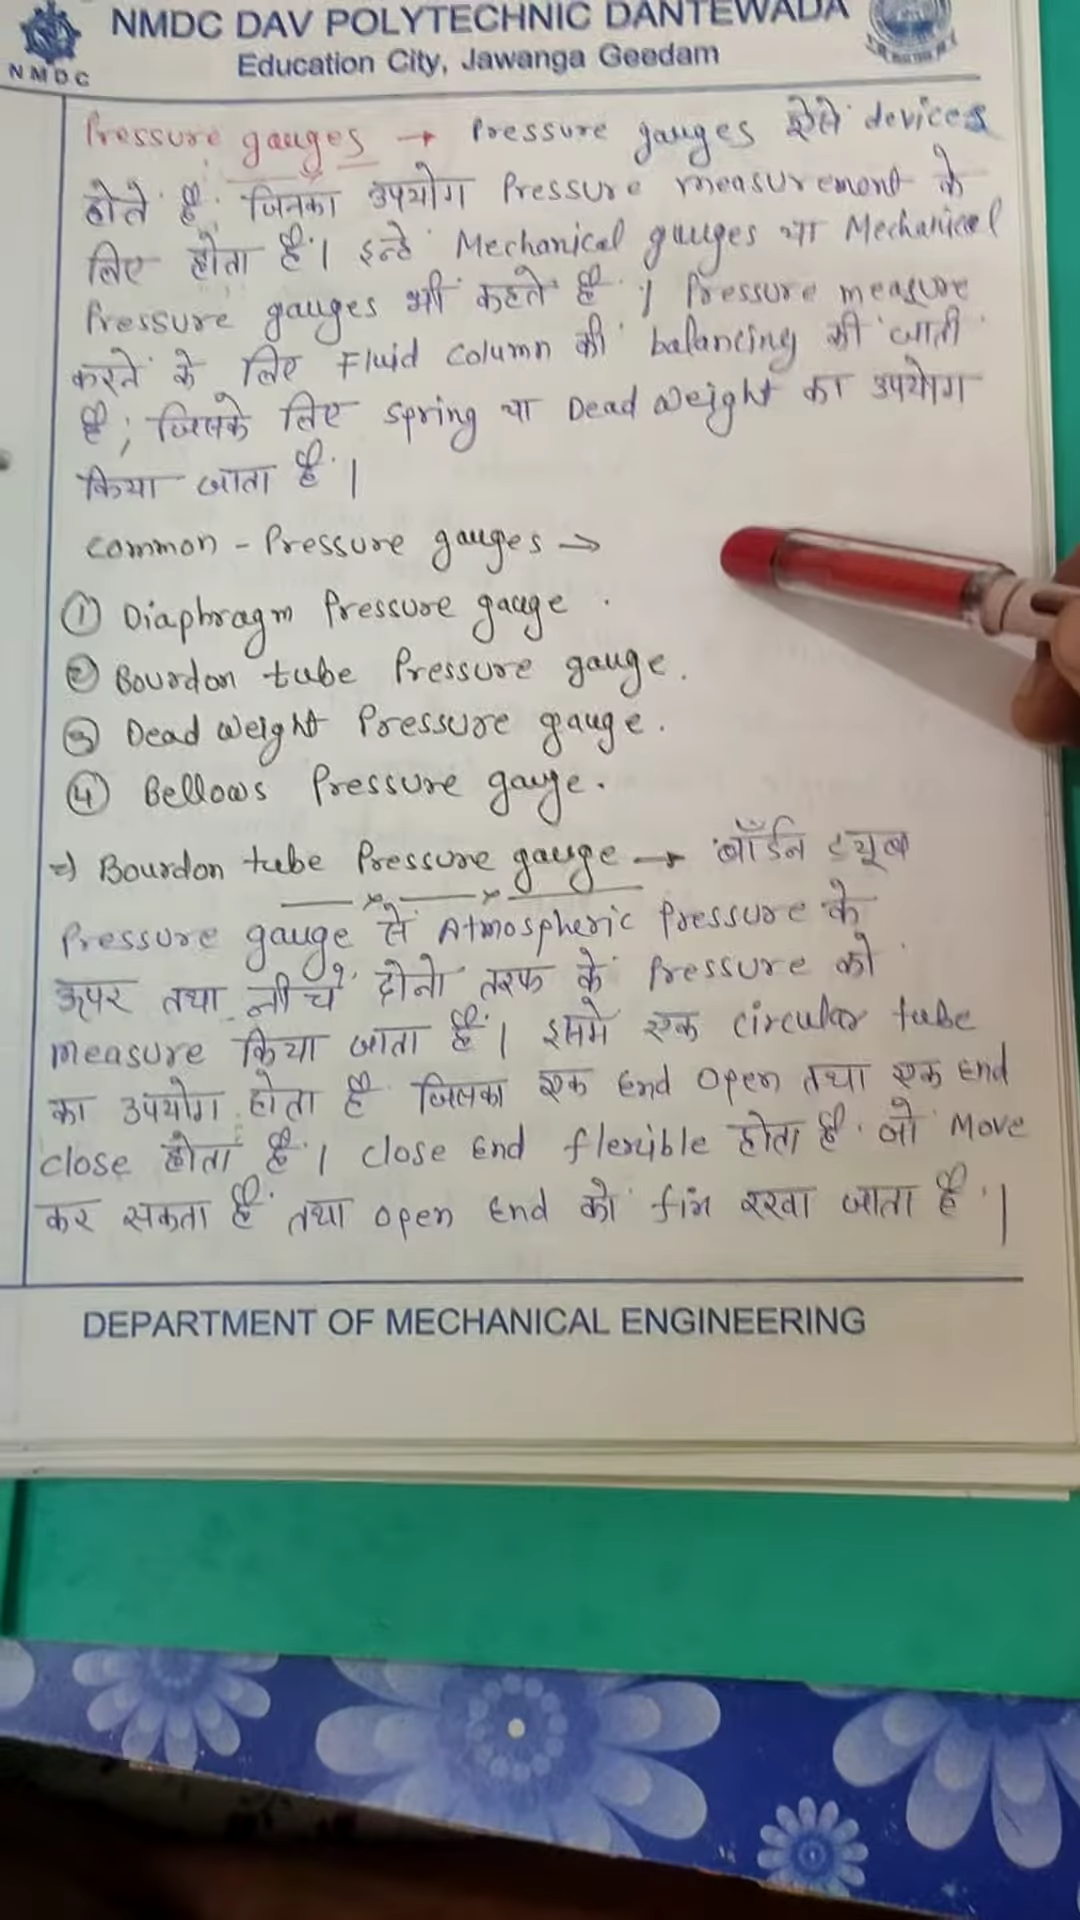 NMDC DAV POLYTECHNIC DANTEWADA
Education City, Jawanga Geedam
NMDC
Pressure gauges → Pressure gauges ऐसे devices
होते हैं जिनका उपयोग Pressure measurement के
लिए होता हैं। इन्हे Mechanical gauges या Mechanical
Pressure gauges भी कहते हैं। Pressure measure
करने के लिए Fluid column की balancing की जाती
है, जिसके लिए spring या Dead weight का उपयोग
किया जाता हैं।
Common - Pressure gauges →
① Diaphragm Pressure gauge.
② Bourdon tube Pressure gauge.
③ Dead weight Pressure gauge.
④ Bellows Pressure gauge.
⇒ Bourdon tube Pressure gauge → बॉर्डन ट्यूब
Pressure gauge से Atmospheric Pressure के
ऊपर तथा नीचे दोनो तरफ के Pressure को
measure किया जाता हैं। इसमे एक circular tube
का उपयोग होता हैं जिसका एक End open तथा एक End
close होता हैं। close End flexible होता हैं जो Move
कर सकता हैं तथा open End को fix रखा जाता हैं।
DEPARTMENT OF MECHANICAL ENGINEERING